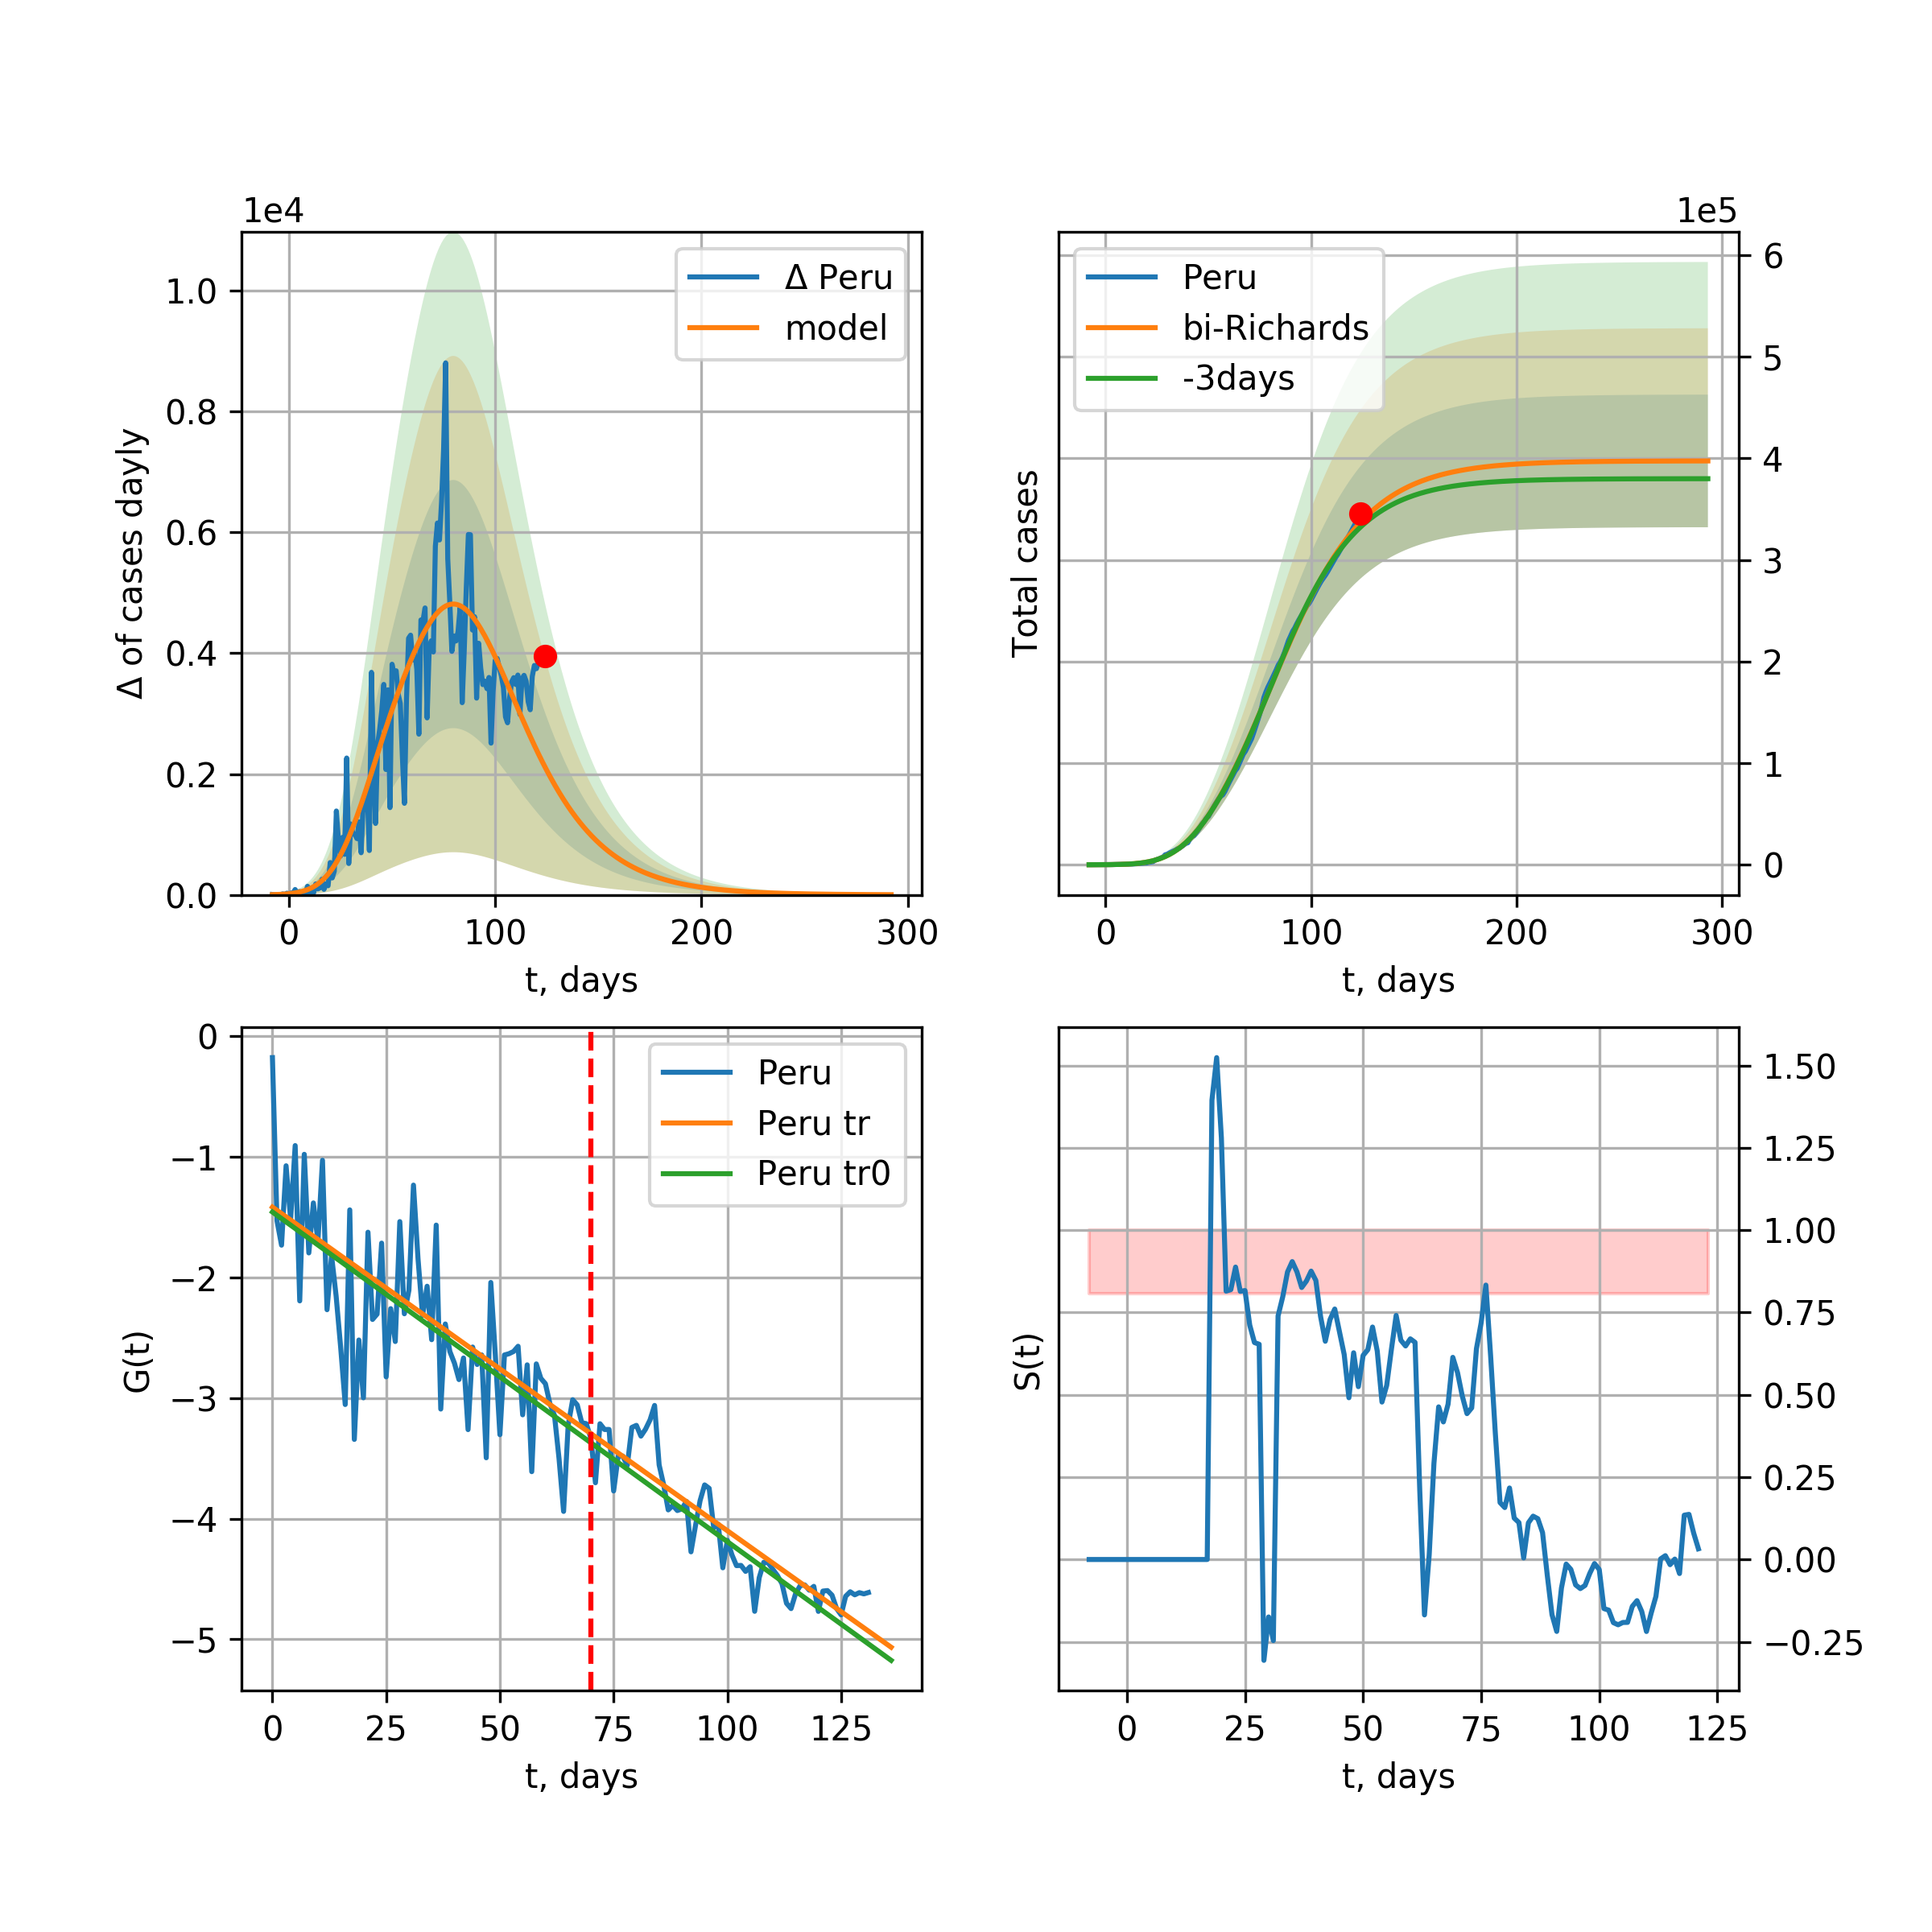 1e4
Δ of cases dayly
1.0
0.8
0.6
0.4
0.2
0.0
0 100 200 300
t, days
Δ Peru
model
1e5
Total cases
6
5
4
3
2
1
0
0 100 200 300
t, days
Peru
bi-Richards
-3days
G(t)
0
−1
−2
−3
−4
−5
0 25 50 75 100 125
t, days
Peru
Peru tr
Peru tr0
S(t)
1.50
1.25
1.00
0.75
0.50
0.25
0.00
−0.25
0 25 50 75 100 125
t, days